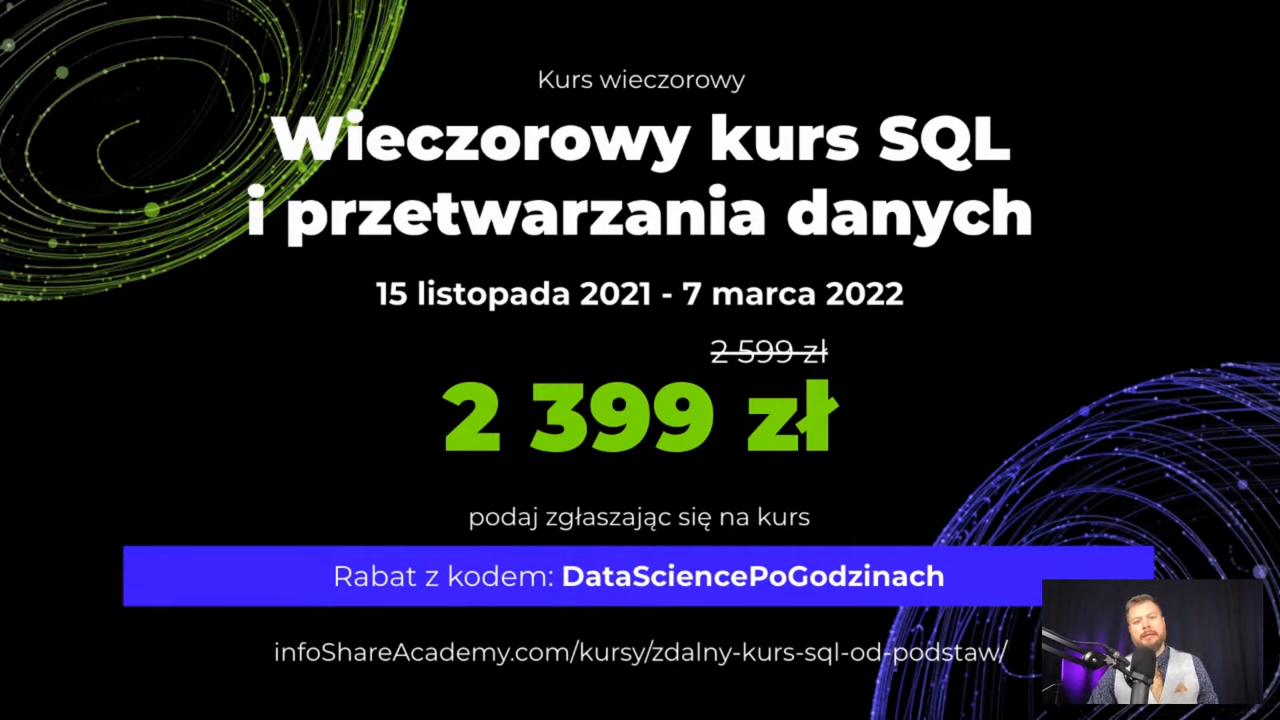 Kurs wieczorowy
Wieczorowy kurs SQL
i przetwarzania danych
15 listopada 2021 - 7 marca 2022
2 599 zł
2 399 zł
podaj zgłaszając się na kurs
Rabat z kodem: DataSciencePoGodzinach
infoShareAcademy.com/kursy/zdalny-kurs-sql-od-podstaw/